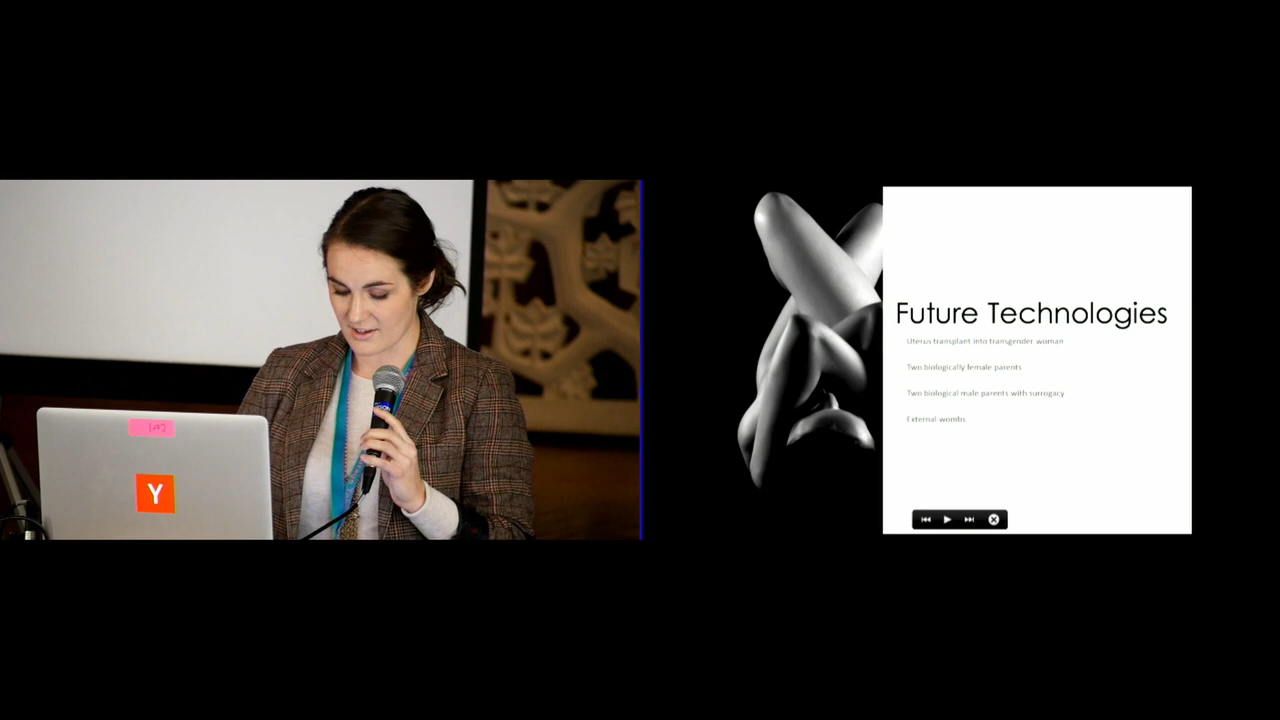 Y
Future Technologies
Uterus transplant into transgender woman
Two biologically female parents
Two biological male parents with surrogacy
External wombs